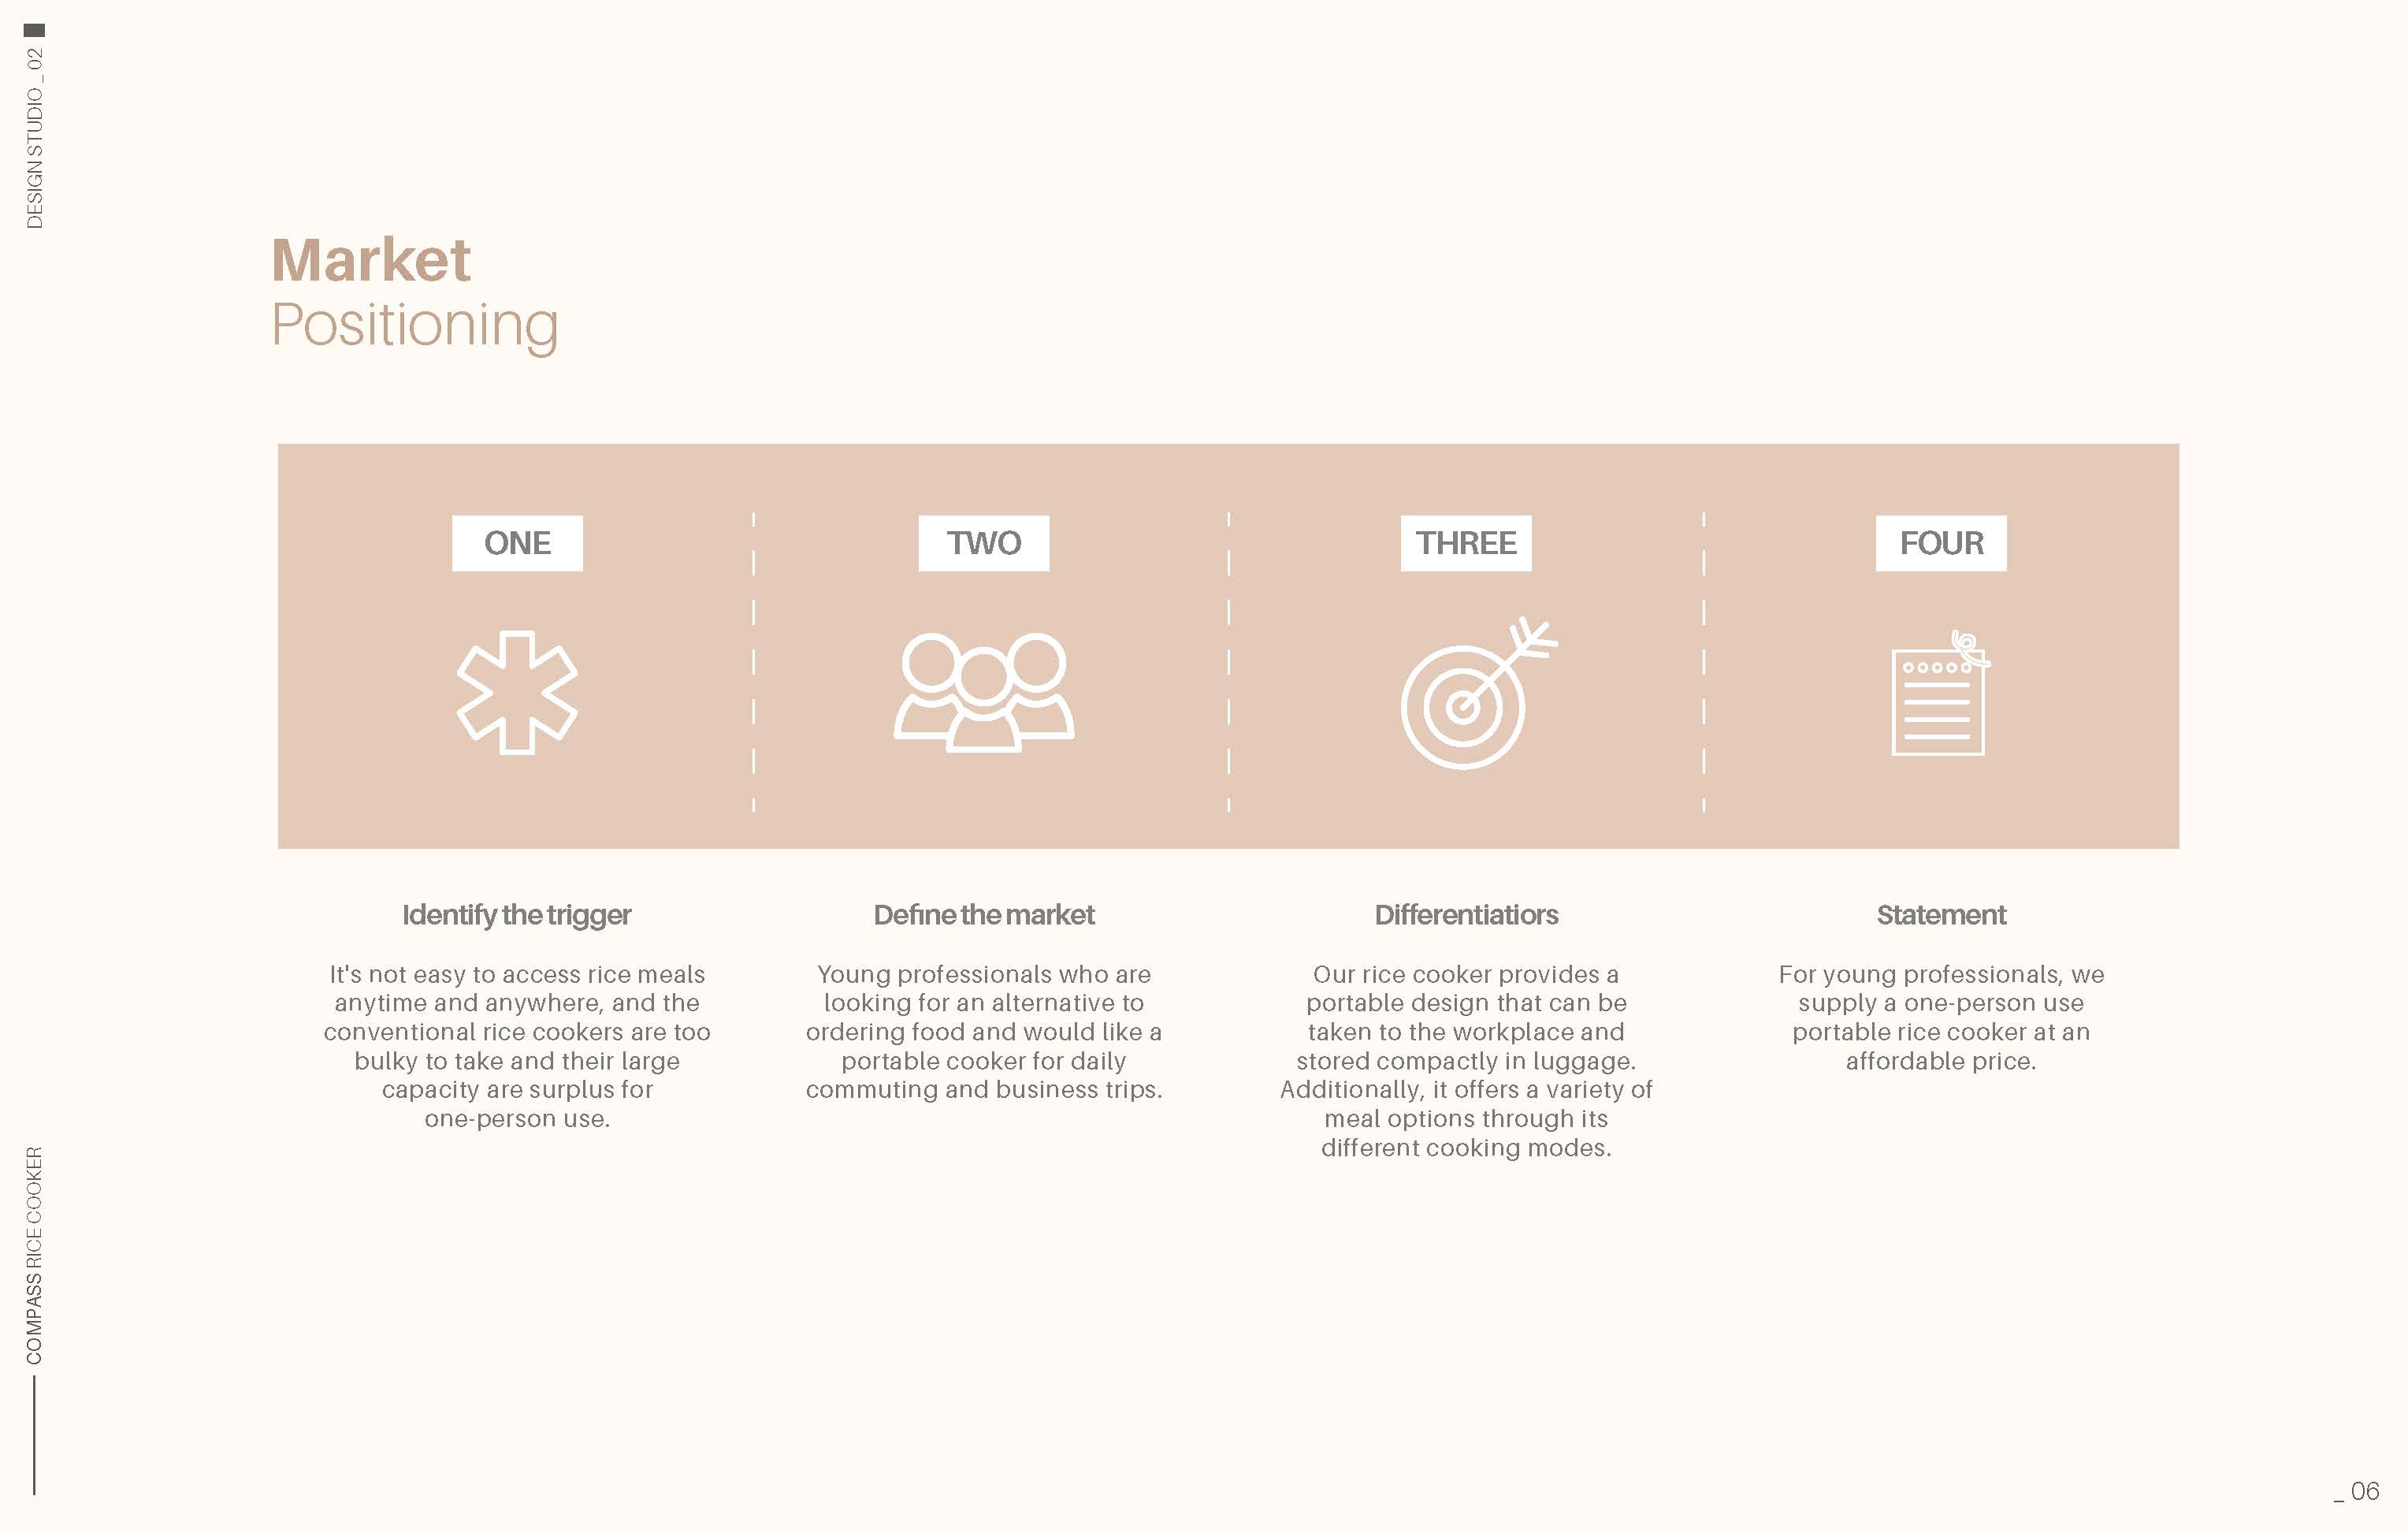 DESIGN STUDIO _ 02
Market
Positioning
ONE
TWO
THREE
FOUR
Identify the trigger
It's not easy to access rice meals
anytime and anywhere, and the
conventional rice cookers are too
bulky to take and their large
capacity are surplus for
one-person use.
Define the market
Young professionals who are
looking for an alternative to
ordering food and would like a
portable cooker for daily
commuting and business trips.
Differentiatiors
Our rice cooker provides a
portable design that can be
taken to the workplace and
stored compactly in luggage.
Additionally, it offers a variety of
meal options through its
different cooking modes.
Statement
For young professionals, we
supply a one-person use
portable rice cooker at an
affordable price.
COMPASS RICE COOKER
_ 06